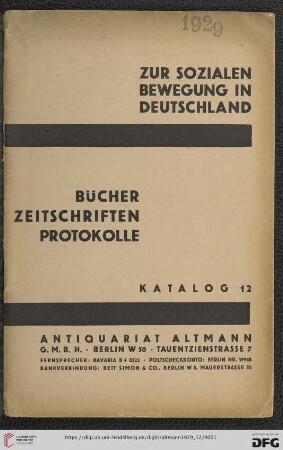 1929
ZUR SOZIALEN
BEWEGUNG IN
DEUTSCHLAND
BÜCHER
ZEITSCHRIFTEN
PROTOKOLLE
KATALOG 12
ANTIQUARIAT ALTMANN
G. M. B. H. · BERLIN W 50 · TAUENTZIENSTRASSE 7
FERNSPRECHER: BAVARIA B 4 8325 · POSTSCHECKKONTO: BERLIN NR.
BANKVERBINDUNG: BETT SIMON & CO., BERLIN W 8, MAUERSTRASSE 53
https://digi.ub.uni-heidelberg.de/diglit/altmann1929_12/0001
DFG